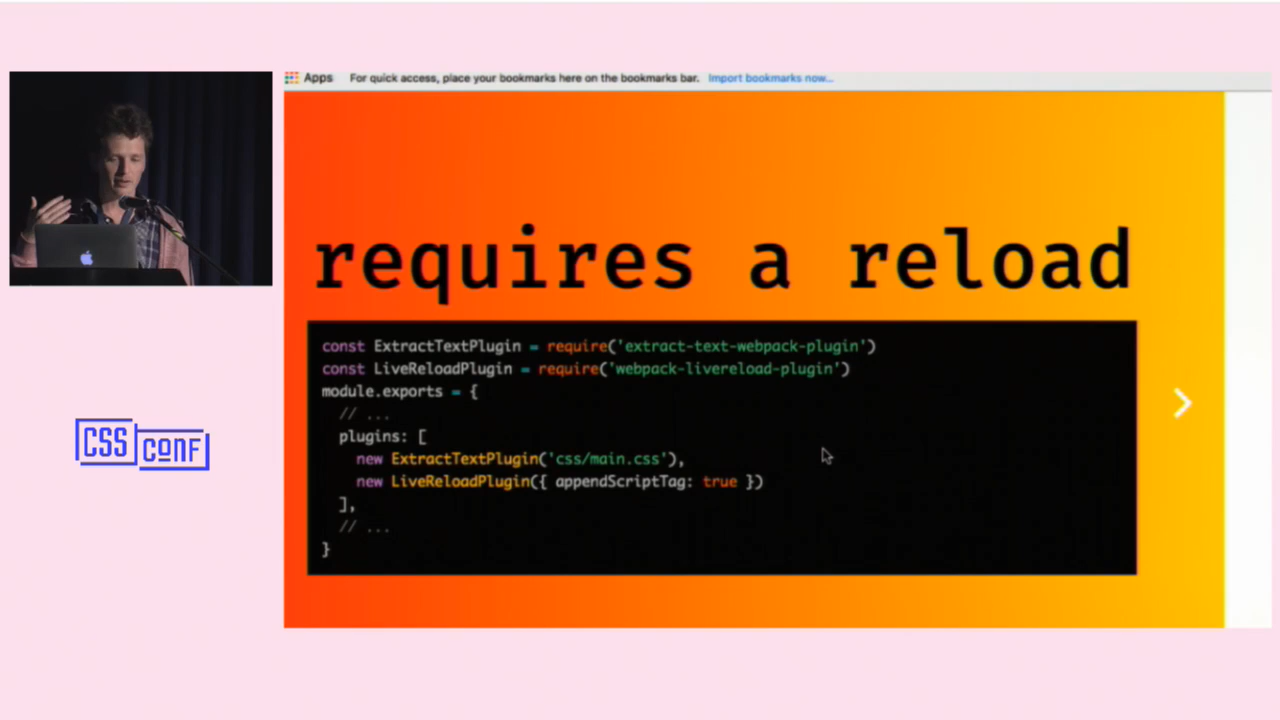 Apps For quick access, place your bookmarks here on the bookmarks bar. Import bookmarks now...
requires a reload
const ExtractTextPlugin = require('extract-text-webpack-plugin')
const LiveReloadPlugin = require('webpack-livereload-plugin')
module.exports = {
  // ...
  plugins: [
    new ExtractTextPlugin('css/main.css'),
    new LiveReloadPlugin({ appendScriptTag: true })
  ],
  // ...
}
CSS
CONF